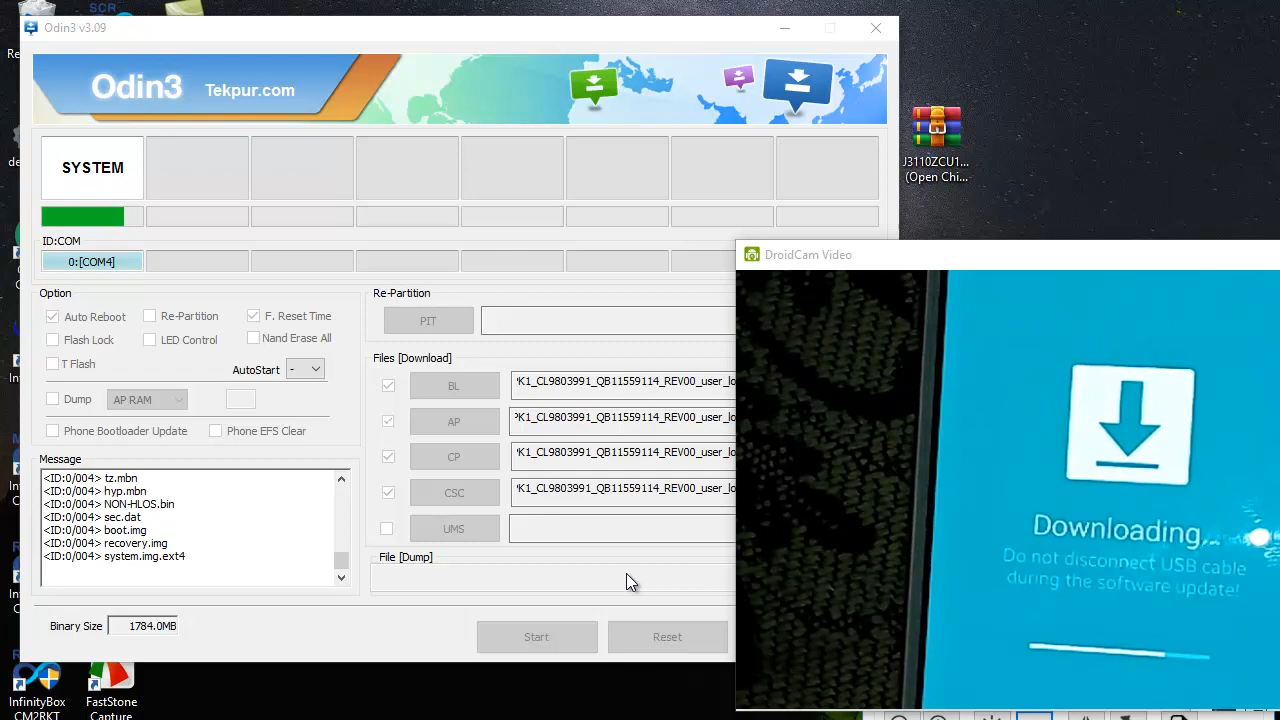 SCR
Odin3 v3.09
Odin3 Tekpur.com
SYSTEM
ID:COM
0:[COM4]
Option
Auto Reboot Re-Partition F. Reset Time
Flash Lock LED Control Nand Erase All
T Flash AutoStart -
Dump AP RAM
Phone Bootloader Update Phone EFS Clear
Message
<ID:0/004> tz.mbn
<ID:0/004> hyp.mbn
<ID:0/004> NON-HLOS.bin
<ID:0/004> sec.dat
<ID:0/004> boot.img
<ID:0/004> recovery.img
<ID:0/004> system.img.ext4
Binary Size 1784.0MB
Re-Partition
PIT
Files [Download]
BL K1_CL9803991_QB11559114_REV00_user_lo
AP K1_CL9803991_QB11559114_REV00_user_lo
CP K1_CL9803991_QB11559114_REV00_user_lo
CSC K1_CL9803991_QB11559114_REV00_user_lo
UMS
File [Dump]
Start Reset
J3110ZCU1...
(Open Chi...
DroidCam Video
Downloading...
Do not disconnect USB cable
during the software update!
InfinityBox
CM2RKT
FastStone
Capture